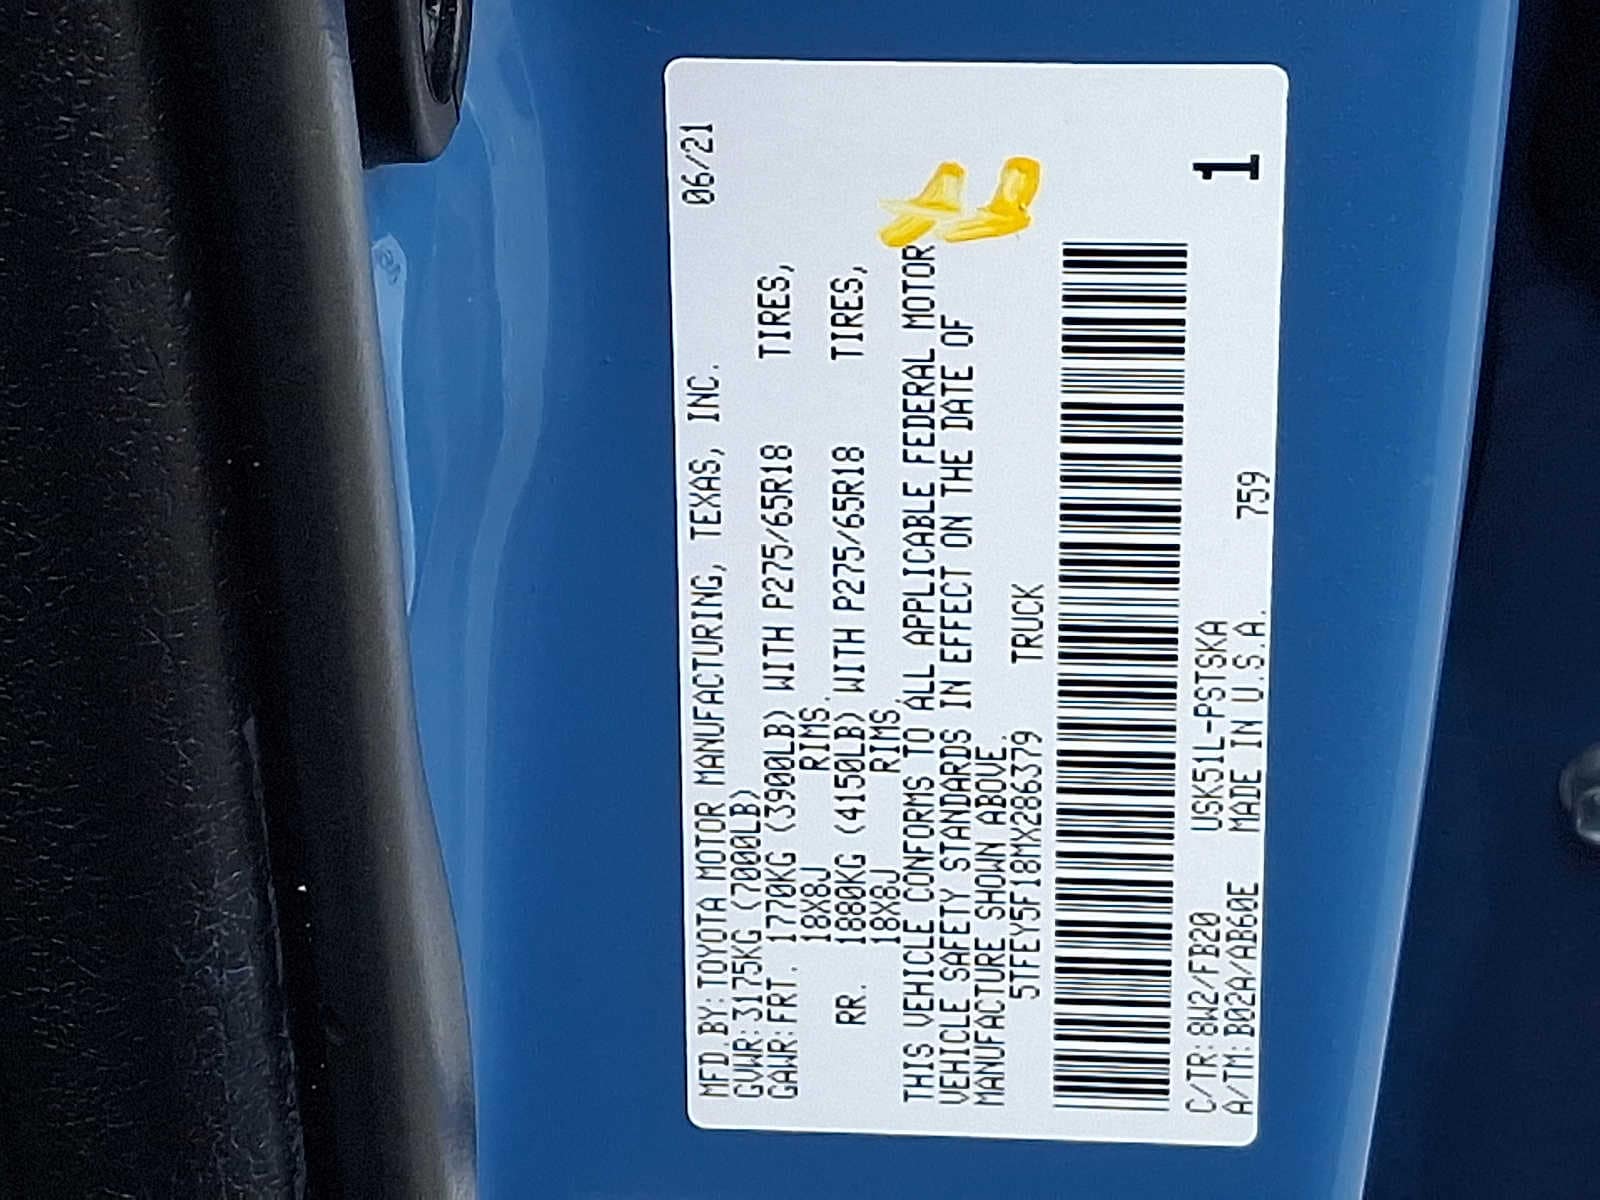 MFD.BY:TOYOTA MOTOR MANUFACTURING, TEXAS, INC. 06/21
GVWR:3175KG (7000LB)
GAWR:FRT. 1770KG (3900LB) WITH P275/65R18 TIRES,
18X8J RIMS,
RR. 1880KG (4150LB) WITH P275/65R18 TIRES,
18X8J RIMS,
THIS VEHICLE CONFORMS TO ALL APPLICABLE FEDERAL MOTOR
VEHICLE SAFETY STANDARDS IN EFFECT ON THE DATE OF
MANUFACTURE SHOWN ABOVE.
5TFEY5F18MX286379 TRUCK
C/TR:8W2/FB20 USK51L-PSTSKA 1
A/TM:B02A/AB60E MADE IN U.S.A. 759